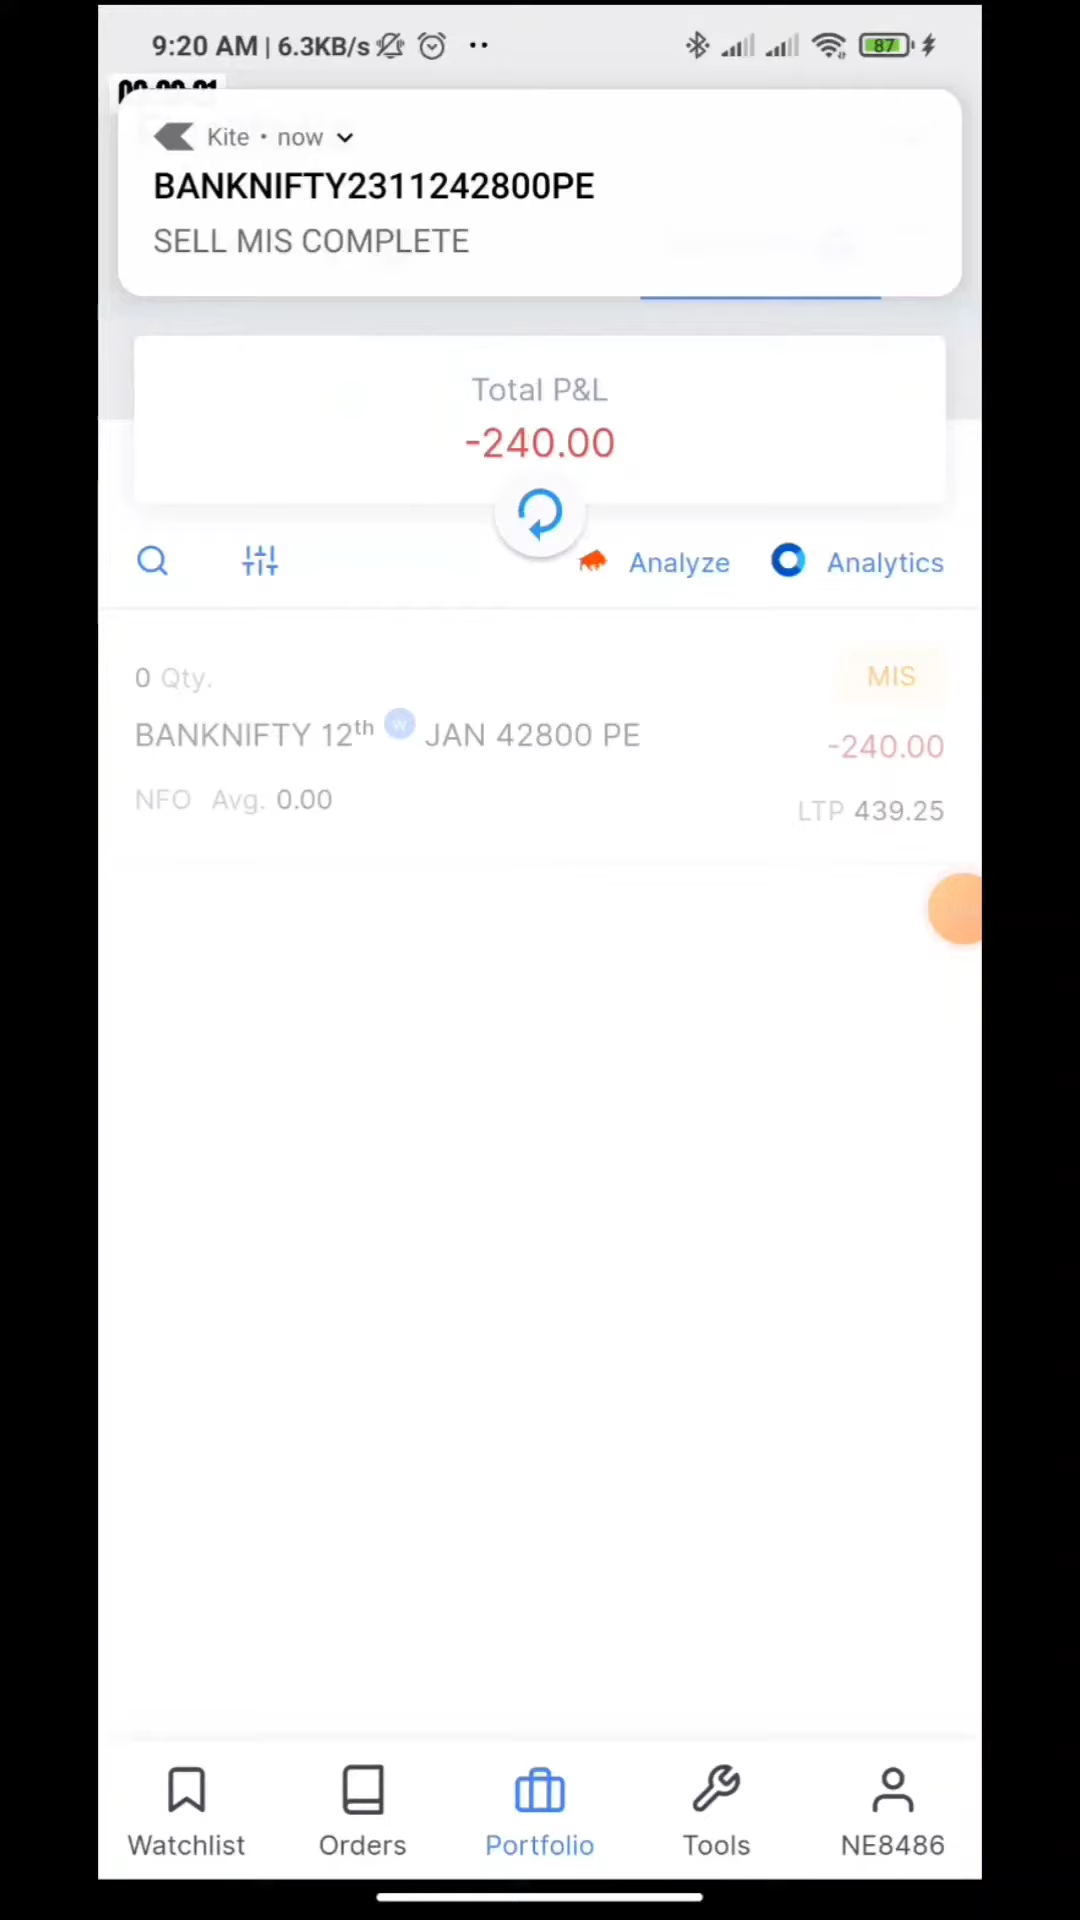 9:20 AM | 6.3KB/s
87
Kite • now
BANKNIFTY2311242800PE
SELL MIS COMPLETE
Total P&L
-240.00
Analyze
Analytics
0 Qty.
MIS
BANKNIFTY 12th W JAN 42800 PE
-240.00
NFO Avg. 0.00
LTP 439.25
Watchlist
Orders
Portfolio
Tools
NE8486